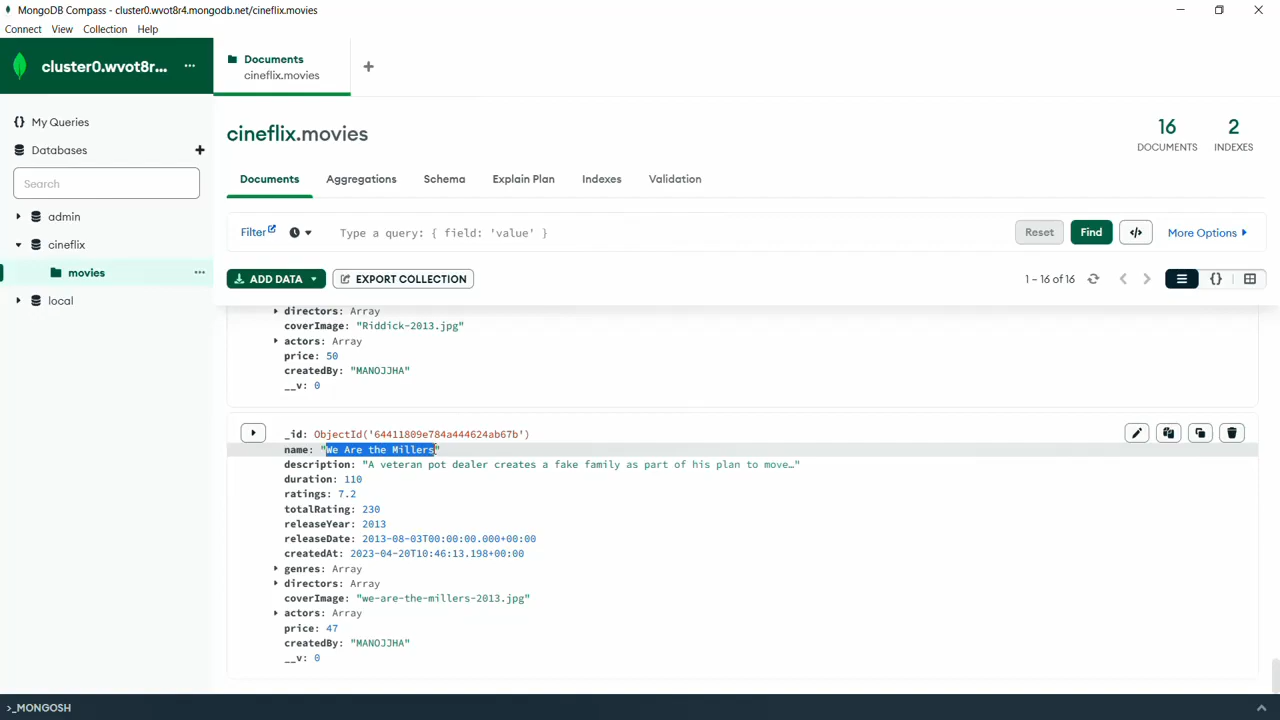 MongoDB Compass - cluster0.wvot8r4.mongodb.net/cineflix.movies
Connect View Collection Help
cluster0.wvot8r... ...
Documents
cineflix.movies
+
{} My Queries
Databases +
Search
admin
cineflix
movies ...
local
cineflix.movies
16
DOCUMENTS
2
INDEXES
Documents Aggregations Schema Explain Plan Indexes Validation
Filter Type a query: { field: 'value' } Reset Find </> More Options
ADD DATA EXPORT COLLECTION 1 – 16 of 16 {}
directors: Array
coverImage: "Riddick-2013.jpg"
actors: Array
price: 50
createdBy: "MANOJJHA"
__v: 0
_id: ObjectId('64411809e784a444624ab67b')
name: "We Are the Millers"
description: "A veteran pot dealer creates a fake family as part of his plan to move…"
duration: 110
ratings: 7.2
totalRating: 230
releaseYear: 2013
releaseDate: 2013-08-03T00:00:00.000+00:00
createdAt: 2023-04-20T10:46:13.198+00:00
genres: Array
directors: Array
coverImage: "we-are-the-millers-2013.jpg"
actors: Array
price: 47
createdBy: "MANOJJHA"
__v: 0
>_MONGOSH